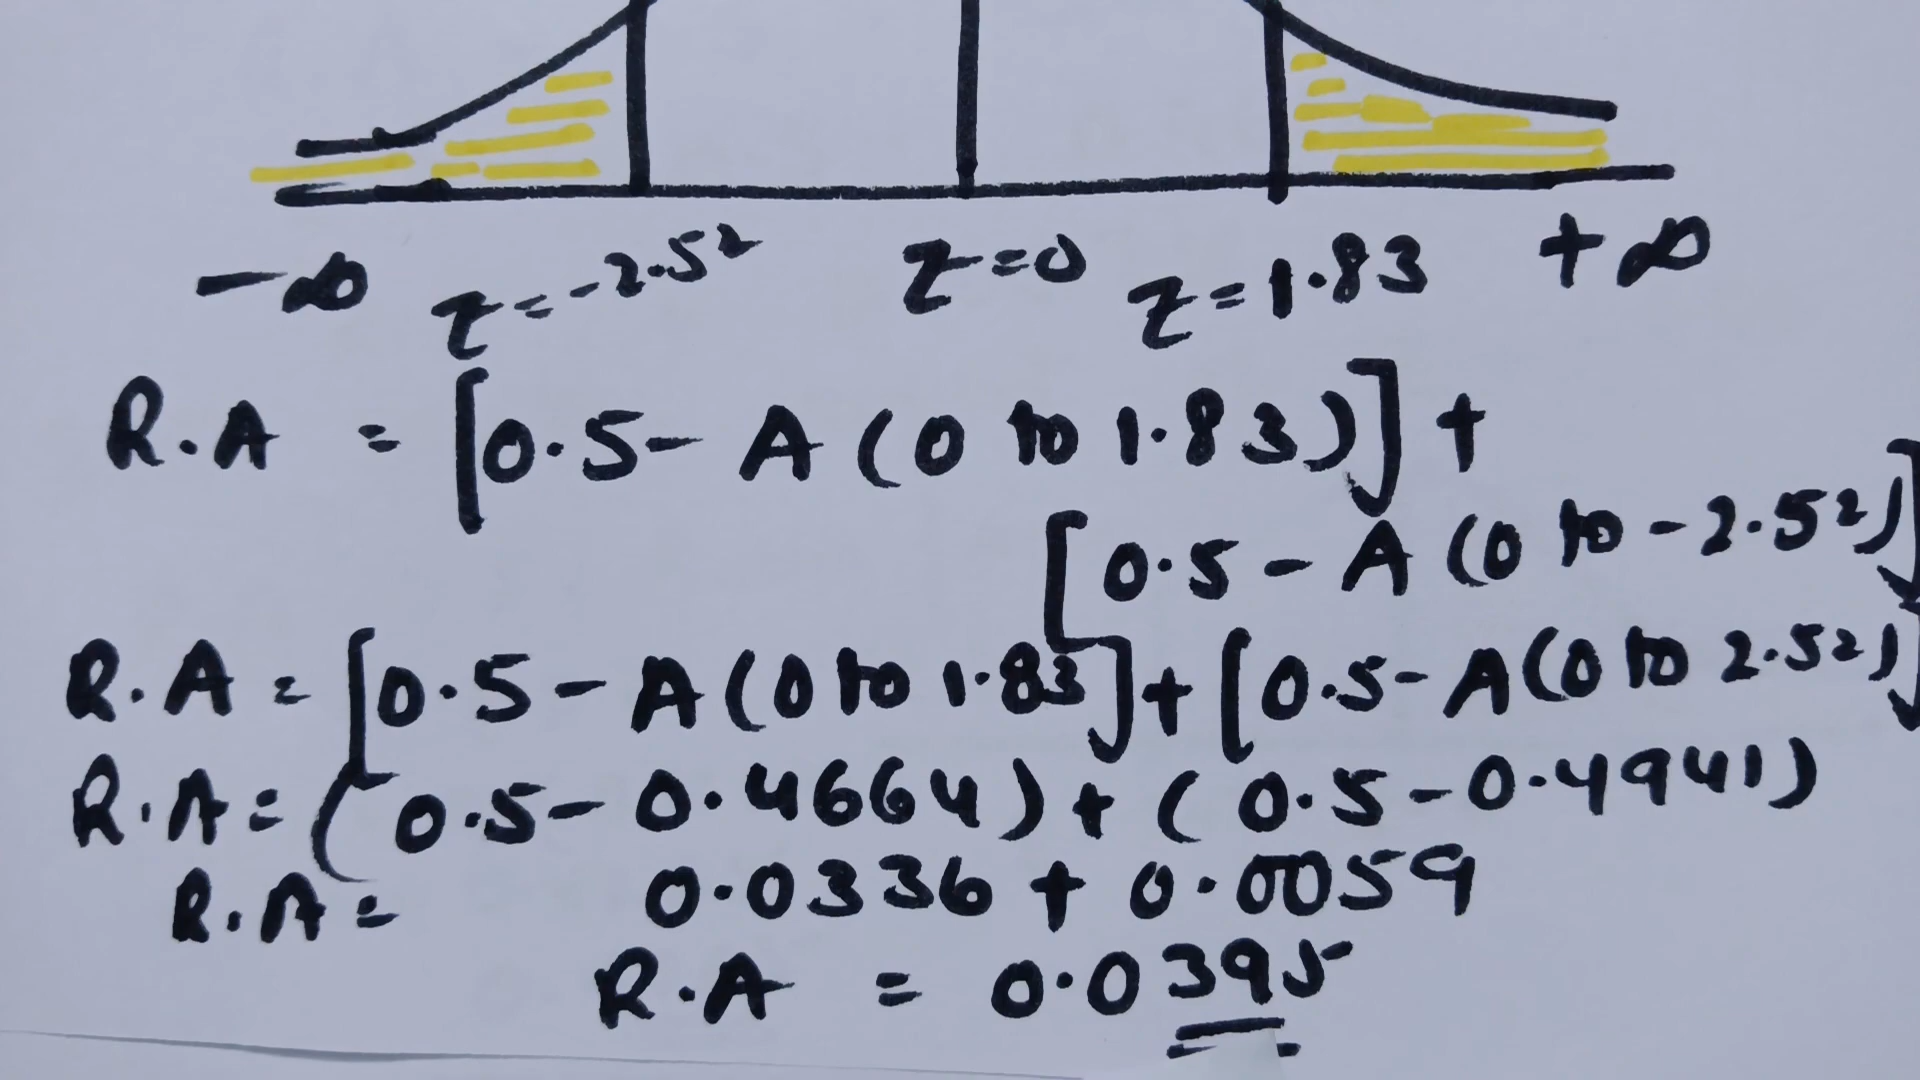 -∞ z=-2.52 z=0 z=1.83 +∞
R.A = [0.5- A (0 to 1.83)] +
[0.5 - A (0 to -2.52)]
R.A = [0.5 - A (0 to 1.83] + [0.5- A (0 to 2.52)]
R.A = (0.5 - 0.4664) + (0.5 - 0.4941)
R.A = 0.0336 + 0.0059
R.A = 0.0395